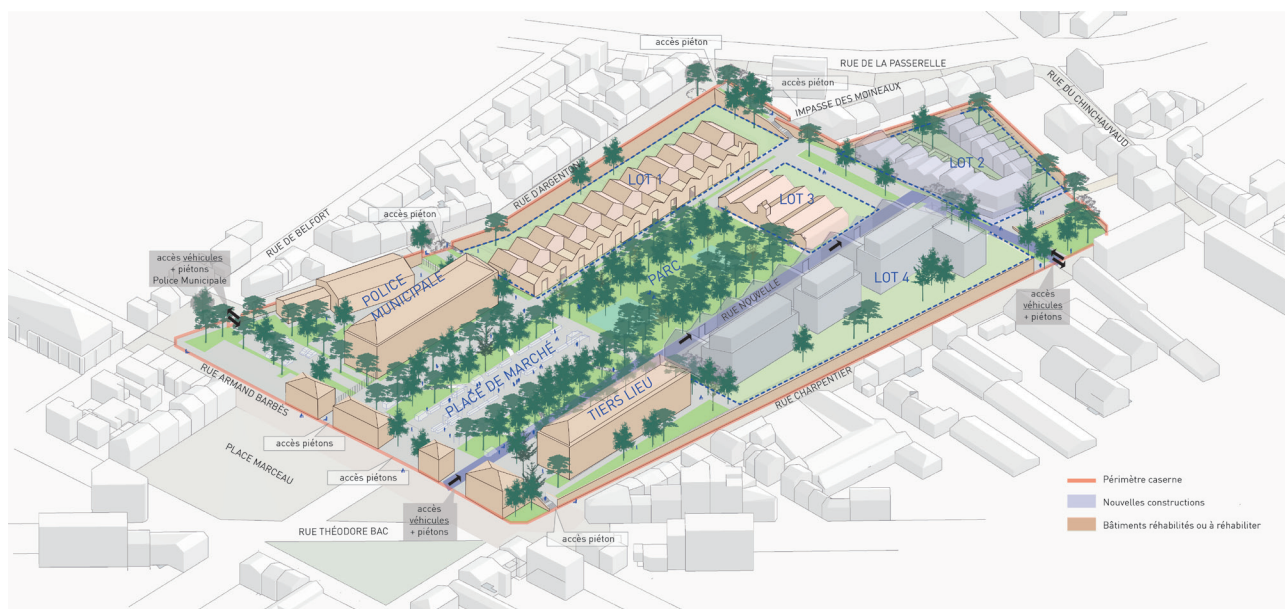 accès piéton
RUE DE LA PASSERELLE
accès piéton
IMPASSE DES MOINEAUX
RUE DU CHINCHAUVAUD
LOT 2
RUE D'ARGENTON
LOT 1
LOT 3
accès piéton
RUE DE BELFORT
accès véhicules
+ piétons
Police Municipale
POLICE
MUNICIPALE
PARC
LOT 4
RUE NOUVELLE
accès
véhicules
+ piétons
PLACE DE MARCHÉ
TIERS LIEU
RUE CHARPENTIER
RUE ARMAND BARBÈS
accès piétons
PLACE MARCEAU
accès piétons
accès
véhicules
+ piétons
RUE THÉODORE BAC
accès piéton
Périmètre caserne
Nouvelles constructions
Bâtiments réhabilités ou à réhabiliter